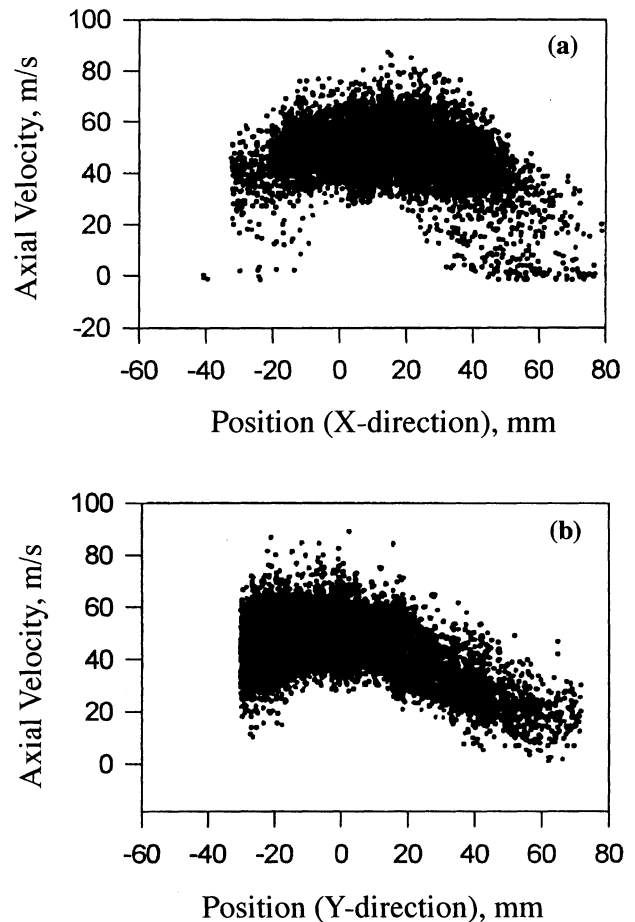 100
(a)
80
60
40
20
0
-20
Axial Velocity, m/s
-60 -40 -20 0 20 40 60 80
Position (X-direction), mm
100
(b)
80
60
40
20
0
Axial Velocity, m/s
-60 -40 -20 0 20 40 60 80
Position (Y-direction), mm